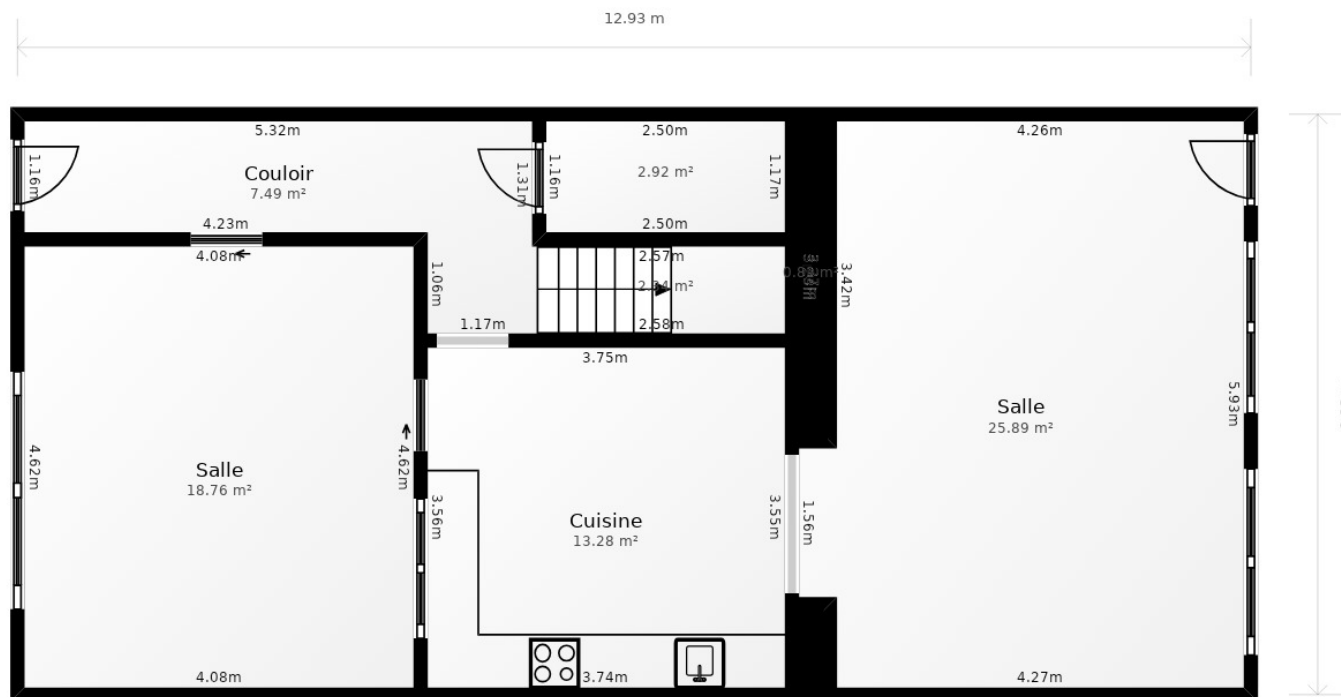 12.93 m
5.32m
2.50m
4.26m
1.16m
Couloir
7.49 m²
1.31m
1.16m
2.92 m²
1.17m
4.23m
2.50m
4.08m
2.57m
1.06m
3.42m
1.17m
2.58m
3.75m
Salle
25.89 m²
5.93m
4.62m
Salle
18.76 m²
4.62m
3.56m
Cuisine
13.28 m²
3.55m
1.56m
4.08m
3.74m
4.27m